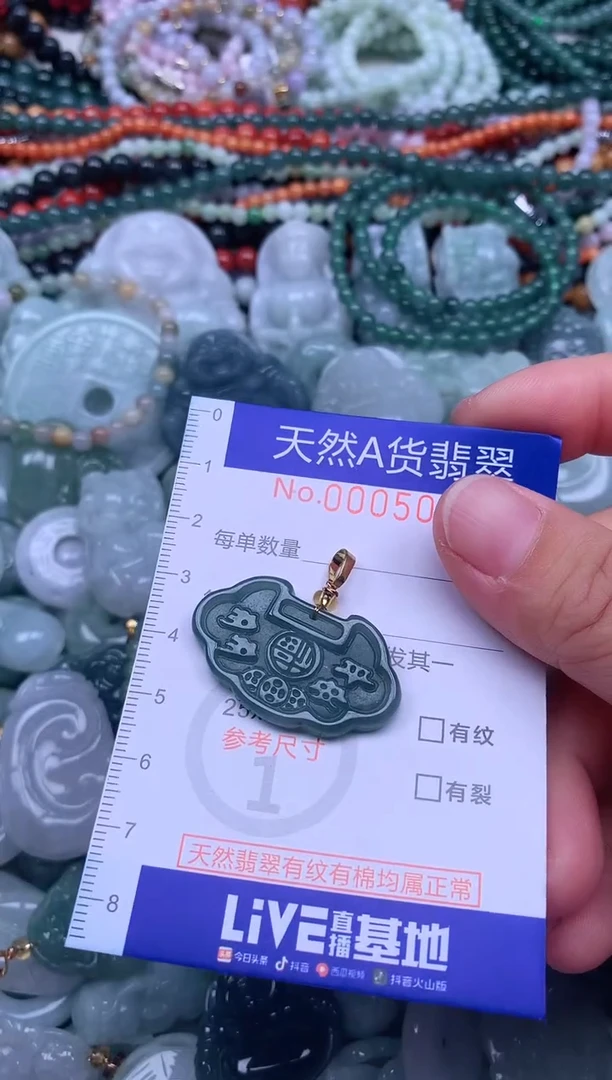 0
天然A货翡翠
No.00050
1
2
每单数量
3
4
发其一
5
25
参考尺寸
有纹
6
1
有裂
7
天然翡翠有纹有棉均属正常
8
LiVE直播基地
今日头条 抖音 西瓜视频 抖音火山版
福